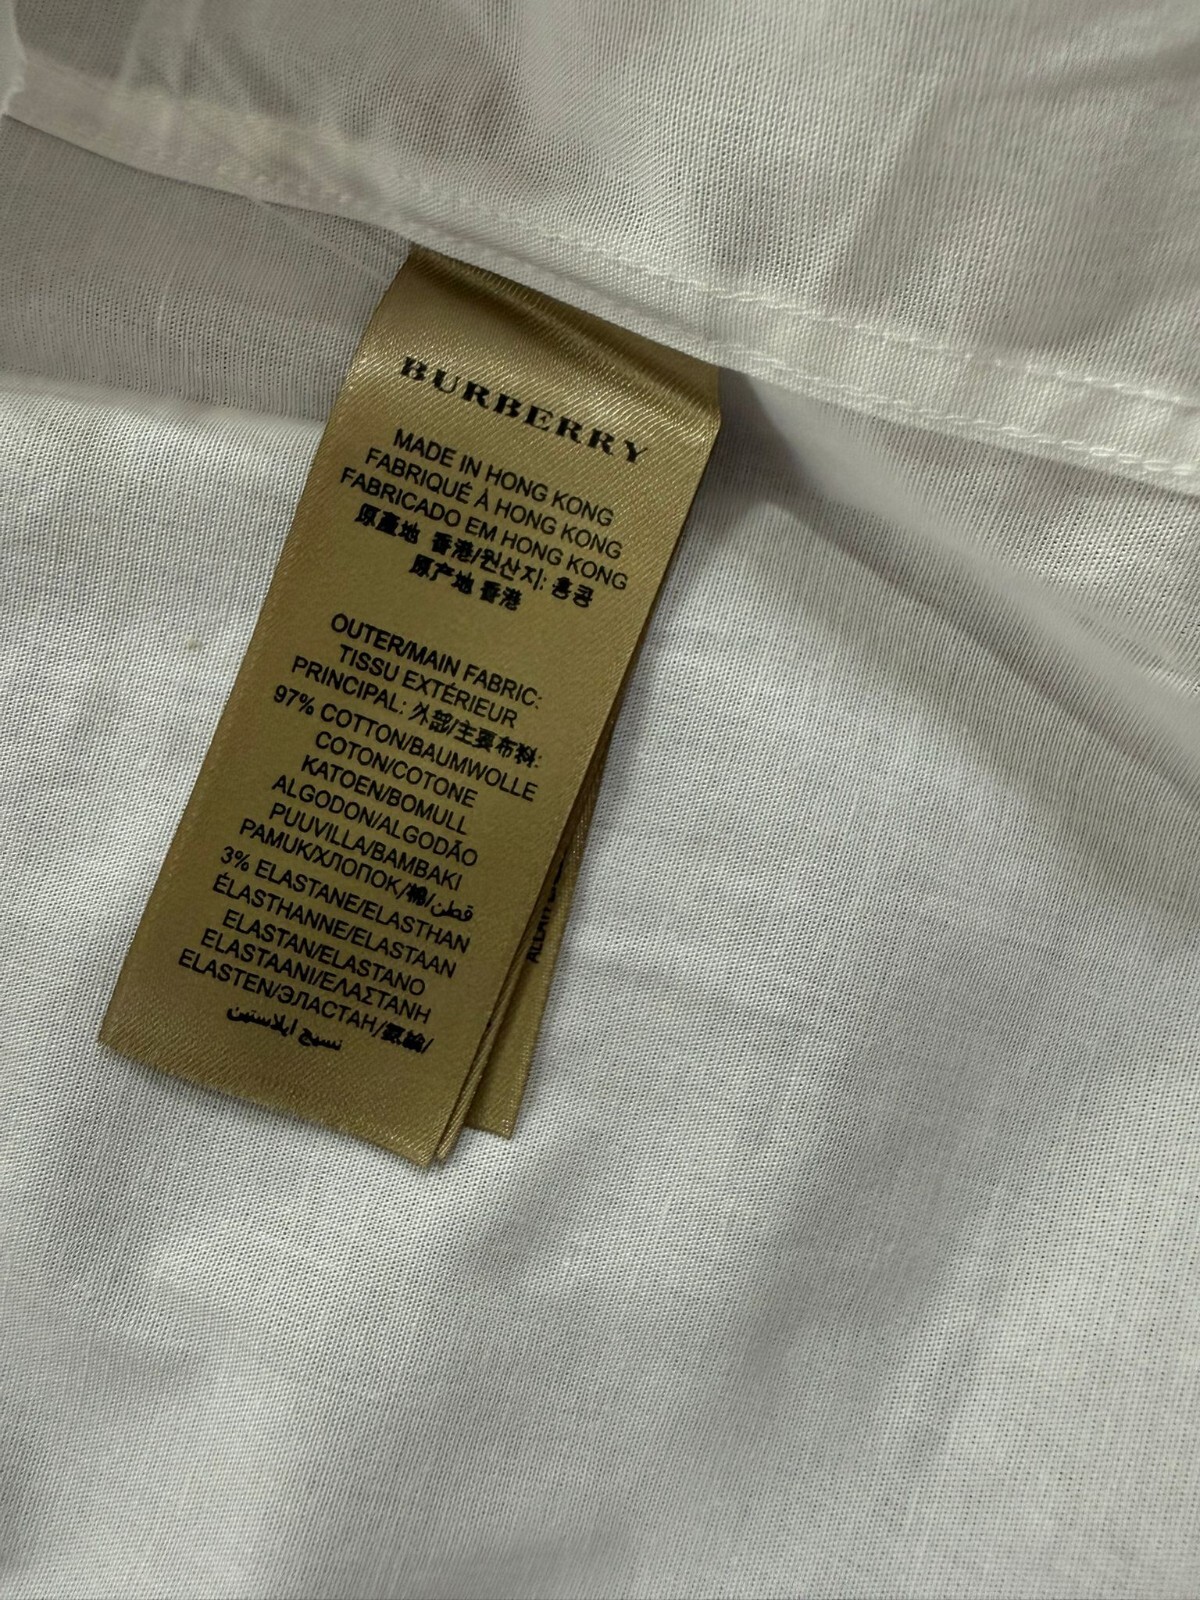 BURBERRY
MADE IN HONG KONG
FABRIQUÉ À HONG KONG
FABRICADO EM HONG KONG
原產地 香港/원산지: 홍콩
原产地 香港
OUTER/MAIN FABRIC:
TISSU EXTÉRIEUR
PRINCIPAL: 外部/主要布料:
97% COTTON/BAUMWOLLE
COTON/COTONE
KATOEN/BOMULL
ALGODON/ALGODÃO
PUUVILLA/BAMBAKI
PAMUK/ХЛОПОК/棉/قطن
3% ELASTANE/ELASTHAN
ÉLASTHANNE/ELASTAAN
ELASTAN/ELASTANO
ELASTAANI/ΕΛΑΣΤΑΝΗ
ELASTEN/ЭЛАСТАН/氨綸/
نسيج ايلاستين